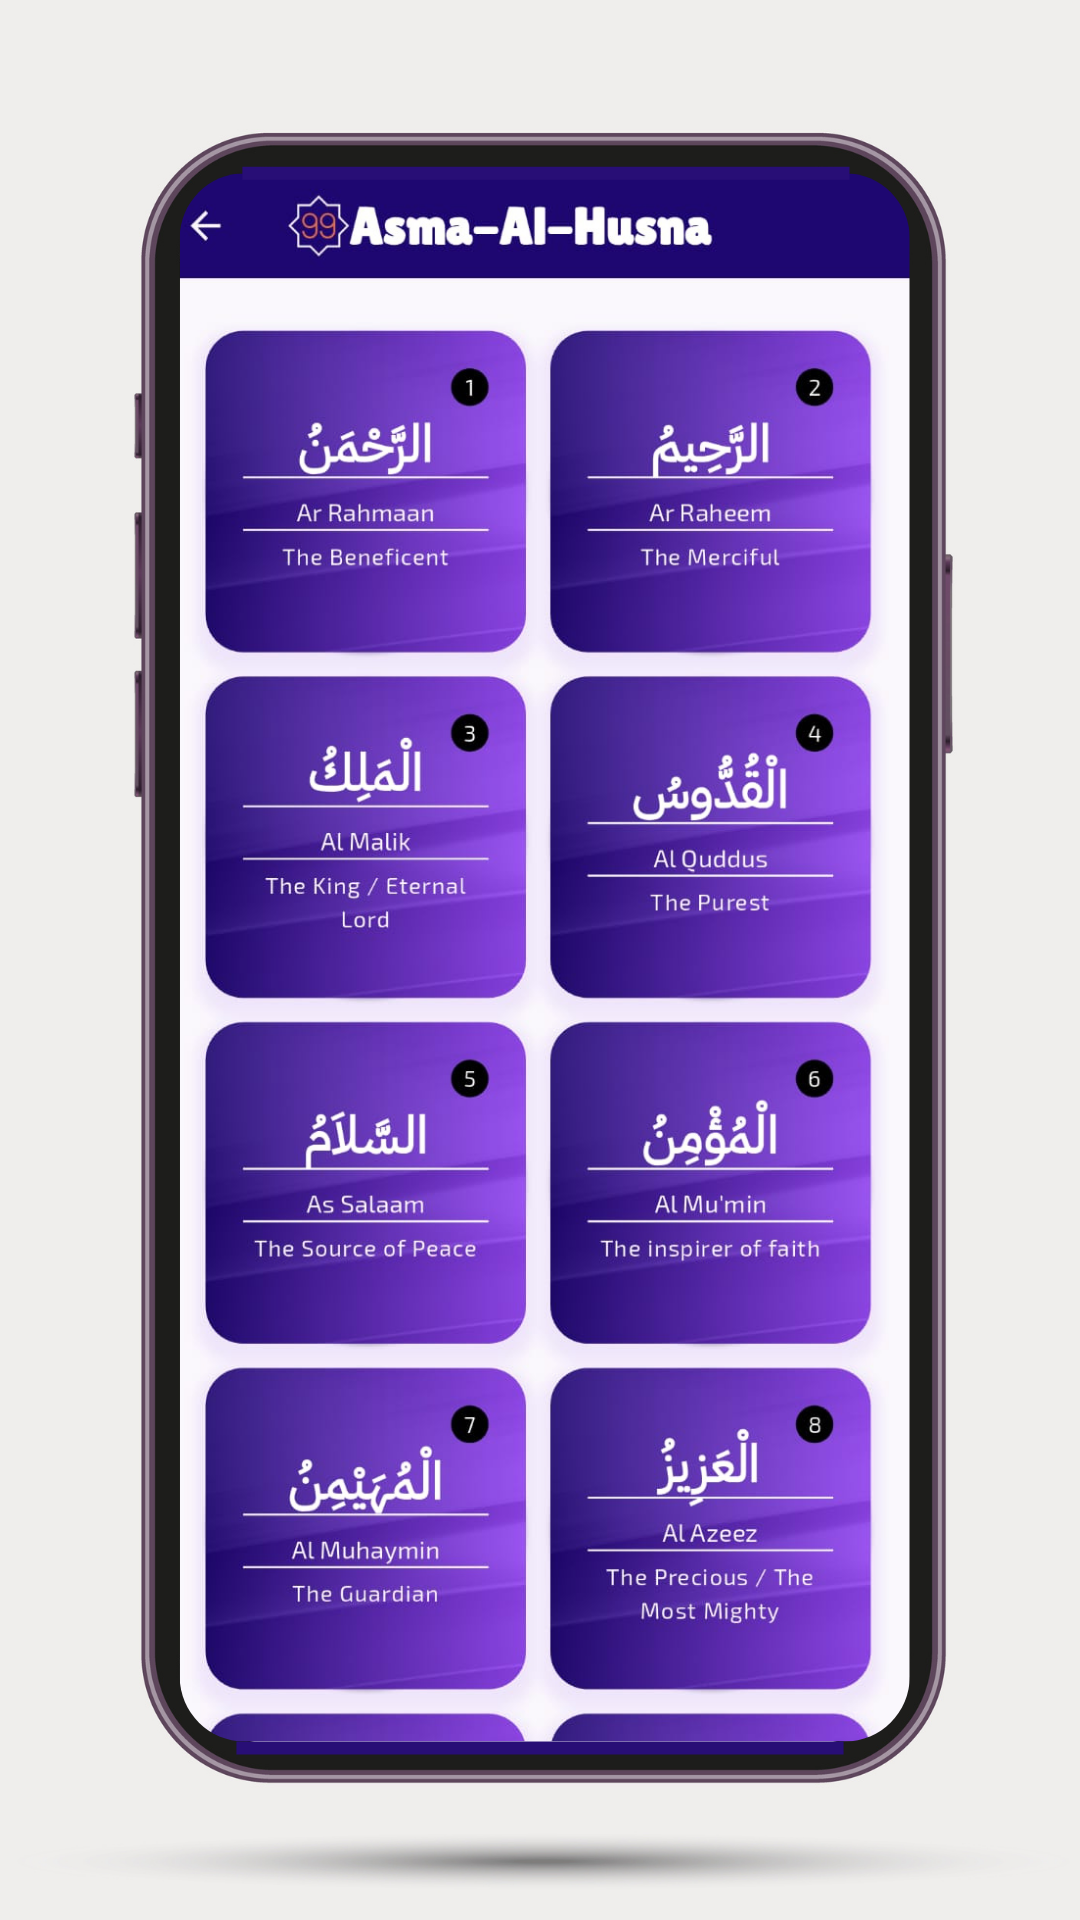 99 Asma-Al-Husna
1
الرَّحْمَنُ
Ar Rahmaan
The Beneficent
2
الرَّحِيمُ
Ar Raheem
The Merciful
3
الْمَلِكُ
Al Malik
The King / Eternal
Lord
4
الْقُدُّوسُ
Al Quddus
The Purest
5
السَّلاَمُ
As Salaam
The Source of Peace
6
الْمُؤْمِنُ
Al Mu'min
The inspirer of faith
7
الْمُهَيْمِنُ
Al Muhaymin
The Guardian
8
الْعَزِيزُ
Al Azeez
The Precious / The
Most Mighty